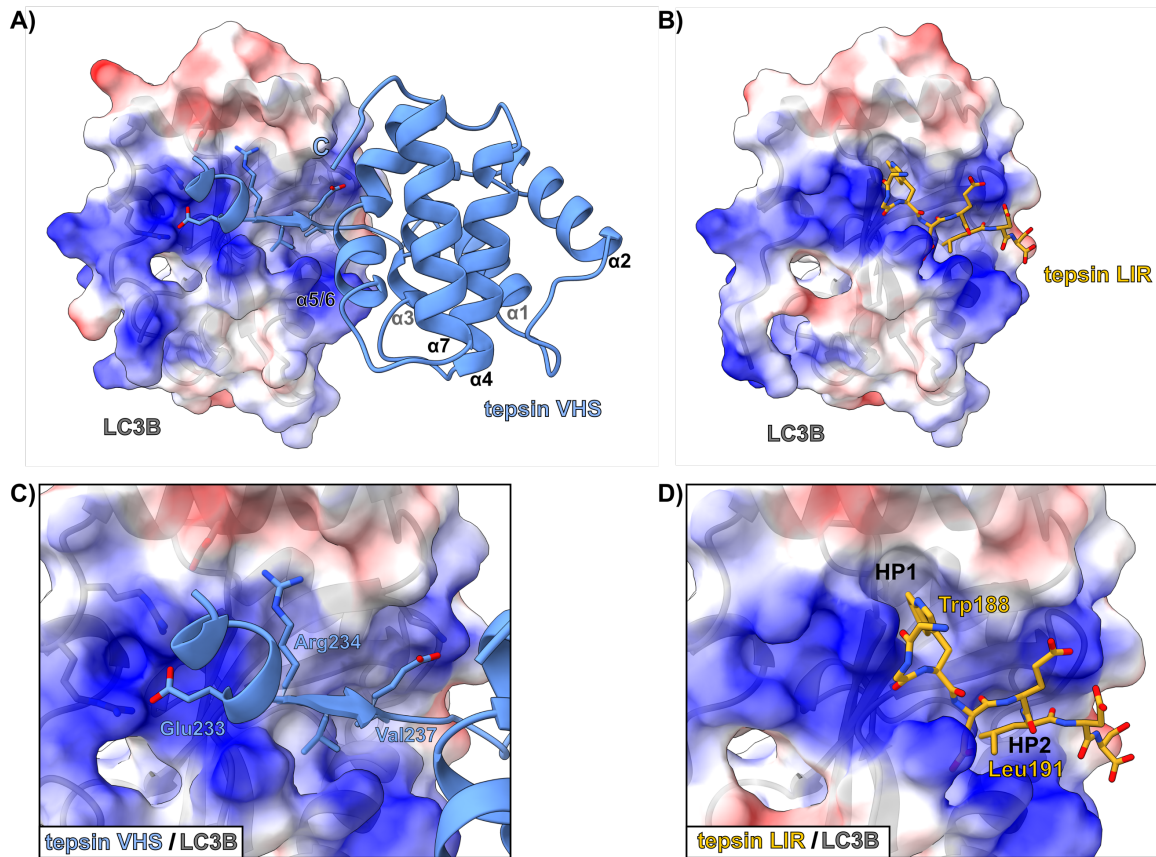 A)
C
α2
α5/6
α3
α1
α7
α4
tepsin VHS
LC3B
B)
tepsin LIR
LC3B
C)
Arg234
Glu233
Val237
tepsin VHS / LC3B
D)
HP1
Trp188
HP2
Leu191
tepsin LIR / LC3B